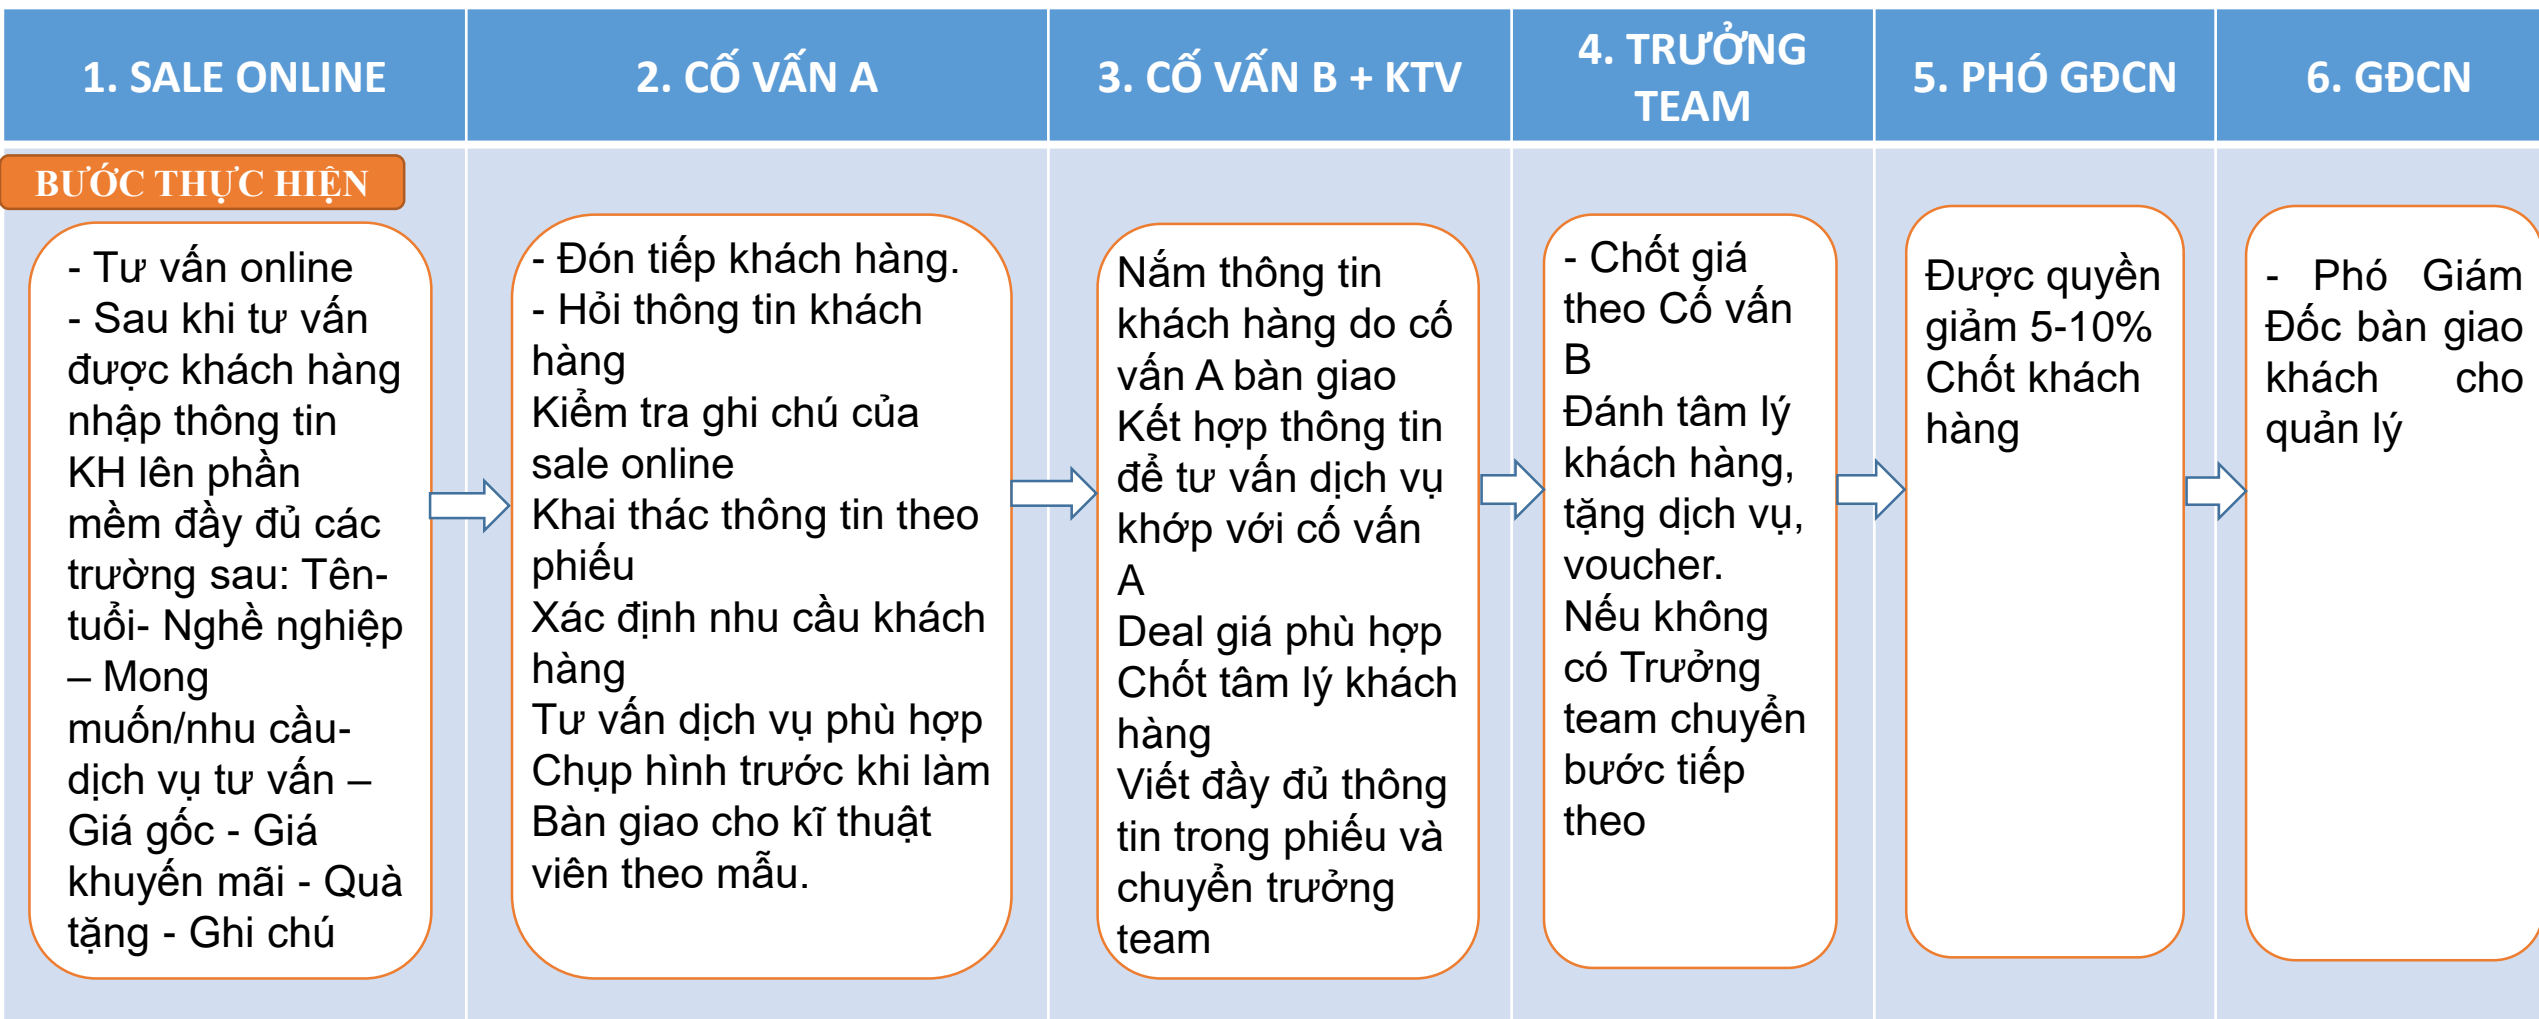 1. SALE ONLINE
2. CỐ VẤN A
3. CỐ VẤN B + KTV
4. TRƯỞNG
TEAM
5. PHÓ GĐCN
6. GĐCN
BƯỚC THỰC HIỆN
- Tư vấn online
- Sau khi tư vấn
được khách hàng
nhập thông tin
KH lên phần
mềm đầy đủ các
trường sau: Tên-
tuổi- Nghề nghiệp
– Mong
muốn/nhu cầu-
dịch vụ tư vấn –
Giá gốc - Giá
khuyến mãi - Quà
tặng - Ghi chú
- Đón tiếp khách hàng.
- Hỏi thông tin khách
hàng
Kiểm tra ghi chú của
sale online
Khai thác thông tin theo
phiếu
Xác định nhu cầu khách
hàng
Tư vấn dịch vụ phù hợp
Chụp hình trước khi làm
Bàn giao cho kĩ thuật
viên theo mẫu.
Nắm thông tin
khách hàng do cố
vấn A bàn giao
Kết hợp thông tin
để tư vấn dịch vụ
khớp với cố vấn
A
Deal giá phù hợp
Chốt tâm lý khách
hàng
Viết đầy đủ thông
tin trong phiếu và
chuyển trưởng
team
- Chốt giá
theo Cố vấn
B
Đánh tâm lý
khách hàng,
tặng dịch vụ,
voucher.
Nếu không
có Trưởng
team chuyển
bước tiếp
theo
Được quyền
giảm 5-10%
Chốt khách
hàng
- Phó Giám
Đốc bàn giao
khách cho
quản lý